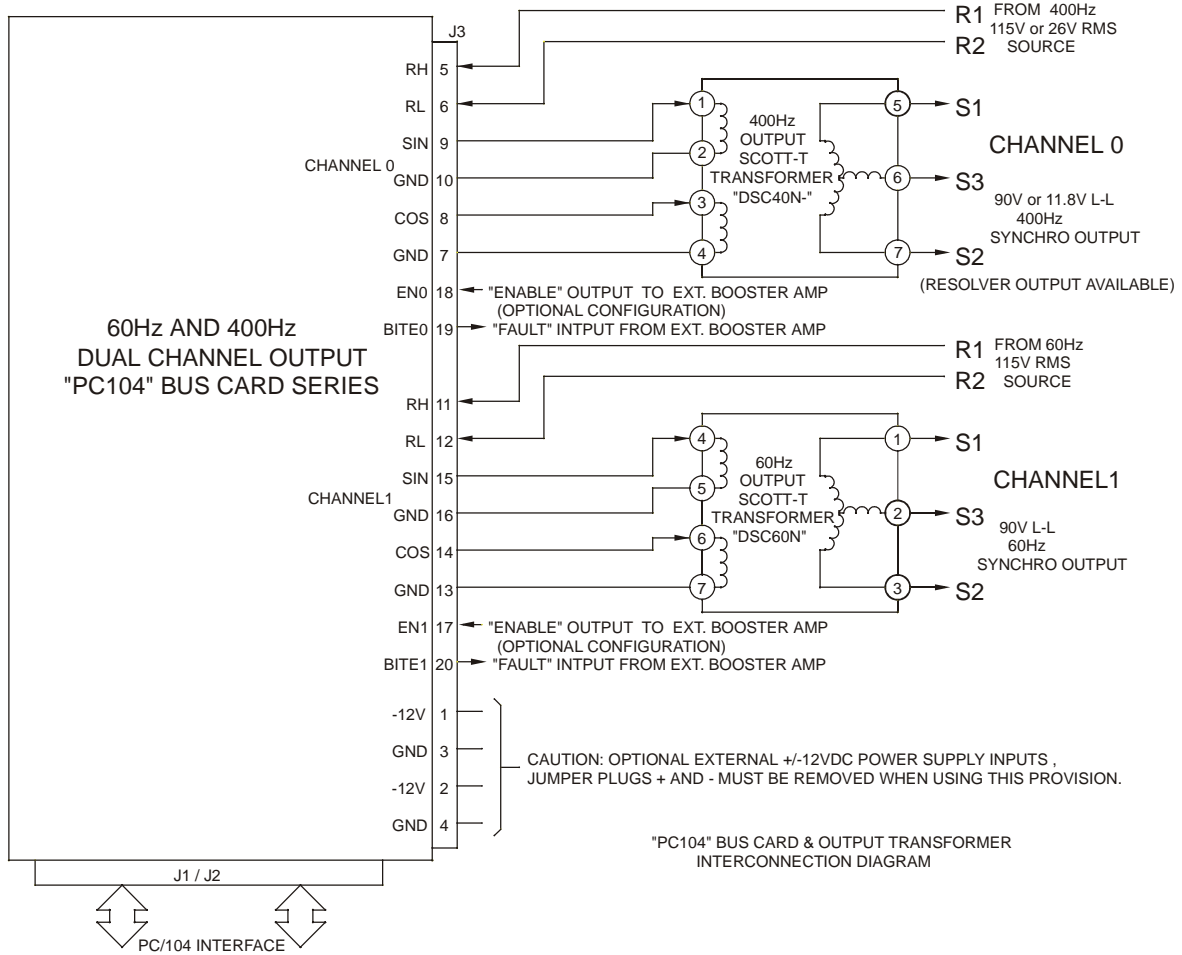 J3
R1 FROM 400Hz
115V or 26V RMS
R2 SOURCE
RH 5
RL 6
SIN 9
CHANNEL 0
GND 10
COS 8
GND 7
1
2
3
4
400Hz
OUTPUT
SCOTT-T
TRANSFORMER
"DSC40N-"
5
6
7
S1
S3
S2
CHANNEL 0
90V or 11.8V L-L
400Hz
SYNCHRO OUTPUT
(RESOLVER OUTPUT AVAILABLE)
EN0 18 "ENABLE" OUTPUT TO EXT. BOOSTER AMP
(OPTIONAL CONFIGURATION)
BITE0 19 "FAULT" INTPUT FROM EXT. BOOSTER AMP
60Hz AND 400Hz
DUAL CHANNEL OUTPUT
"PC104" BUS CARD SERIES
R1 FROM 60Hz
115V RMS
R2 SOURCE
RH 11
RL 12
SIN 15
CHANNEL1
GND 16
COS 14
GND 13
4
5
6
7
60Hz
OUTPUT
SCOTT-T
TRANSFORMER
"DSC60N"
1
2
3
S1
S3
S2
CHANNEL1
90V L-L
60Hz
SYNCHRO OUTPUT
EN1 17 "ENABLE" OUTPUT TO EXT. BOOSTER AMP
(OPTIONAL CONFIGURATION)
BITE1 20 "FAULT" INTPUT FROM EXT. BOOSTER AMP
-12V 1
GND 3
-12V 2
GND 4
CAUTION: OPTIONAL EXTERNAL +/-12VDC POWER SUPPLY INPUTS ,
JUMPER PLUGS + AND - MUST BE REMOVED WHEN USING THIS PROVISION.
"PC104" BUS CARD & OUTPUT TRANSFORMER
INTERCONNECTION DIAGRAM
J1 / J2
PC/104 INTERFACE